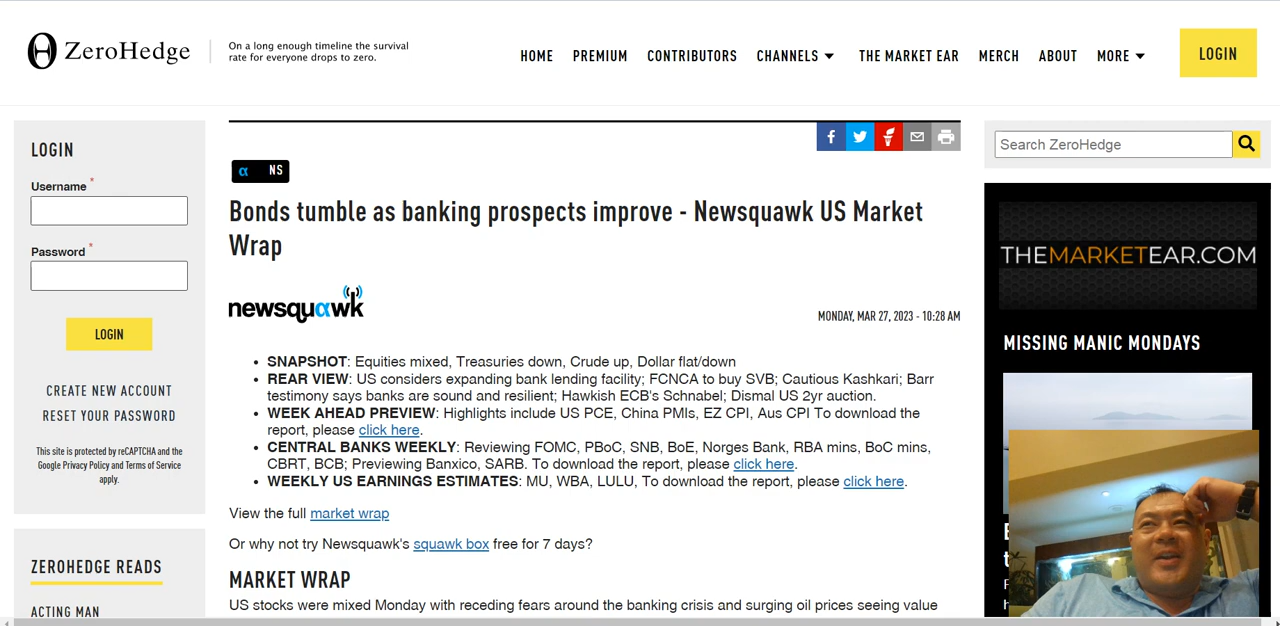 ZeroHedge
On a long enough timeline the survival
rate for everyone drops to zero.
HOME PREMIUM CONTRIBUTORS CHANNELS THE MARKET EAR MERCH ABOUT MORE
LOGIN
LOGIN
Username *
Password *
LOGIN
CREATE NEW ACCOUNT
RESET YOUR PASSWORD
This site is protected by reCAPTCHA and the
Google Privacy Policy and Terms of Service
apply.
ZEROHEDGE READS
ACTING MAN
α NS
Bonds tumble as banking prospects improve - Newsquawk US Market
Wrap
newsquawk
MONDAY, MAR 27, 2023 - 10:28 AM
• SNAPSHOT: Equities mixed, Treasuries down, Crude up, Dollar flat/down
• REAR VIEW: US considers expanding bank lending facility; FCNCA to buy SVB; Cautious Kashkari; Barr
testimony says banks are sound and resilient; Hawkish ECB's Schnabel; Dismal US 2yr auction.
• WEEK AHEAD PREVIEW: Highlights include US PCE, China PMIs, EZ CPI, Aus CPI To download the
report, please click here.
• CENTRAL BANKS WEEKLY: Reviewing FOMC, PBoC, SNB, BoE, Norges Bank, RBA mins, BoC mins,
CBRT, BCB; Previewing Banxico, SARB. To download the report, please click here.
• WEEKLY US EARNINGS ESTIMATES: MU, WBA, LULU, To download the report, please click here.
View the full market wrap
Or why not try Newsquawk's squawk box free for 7 days?
MARKET WRAP
US stocks were mixed Monday with receding fears around the banking crisis and surging oil prices seeing value
Search ZeroHedge
THEMARKETEAR.COM
MISSING MANIC MONDAYS